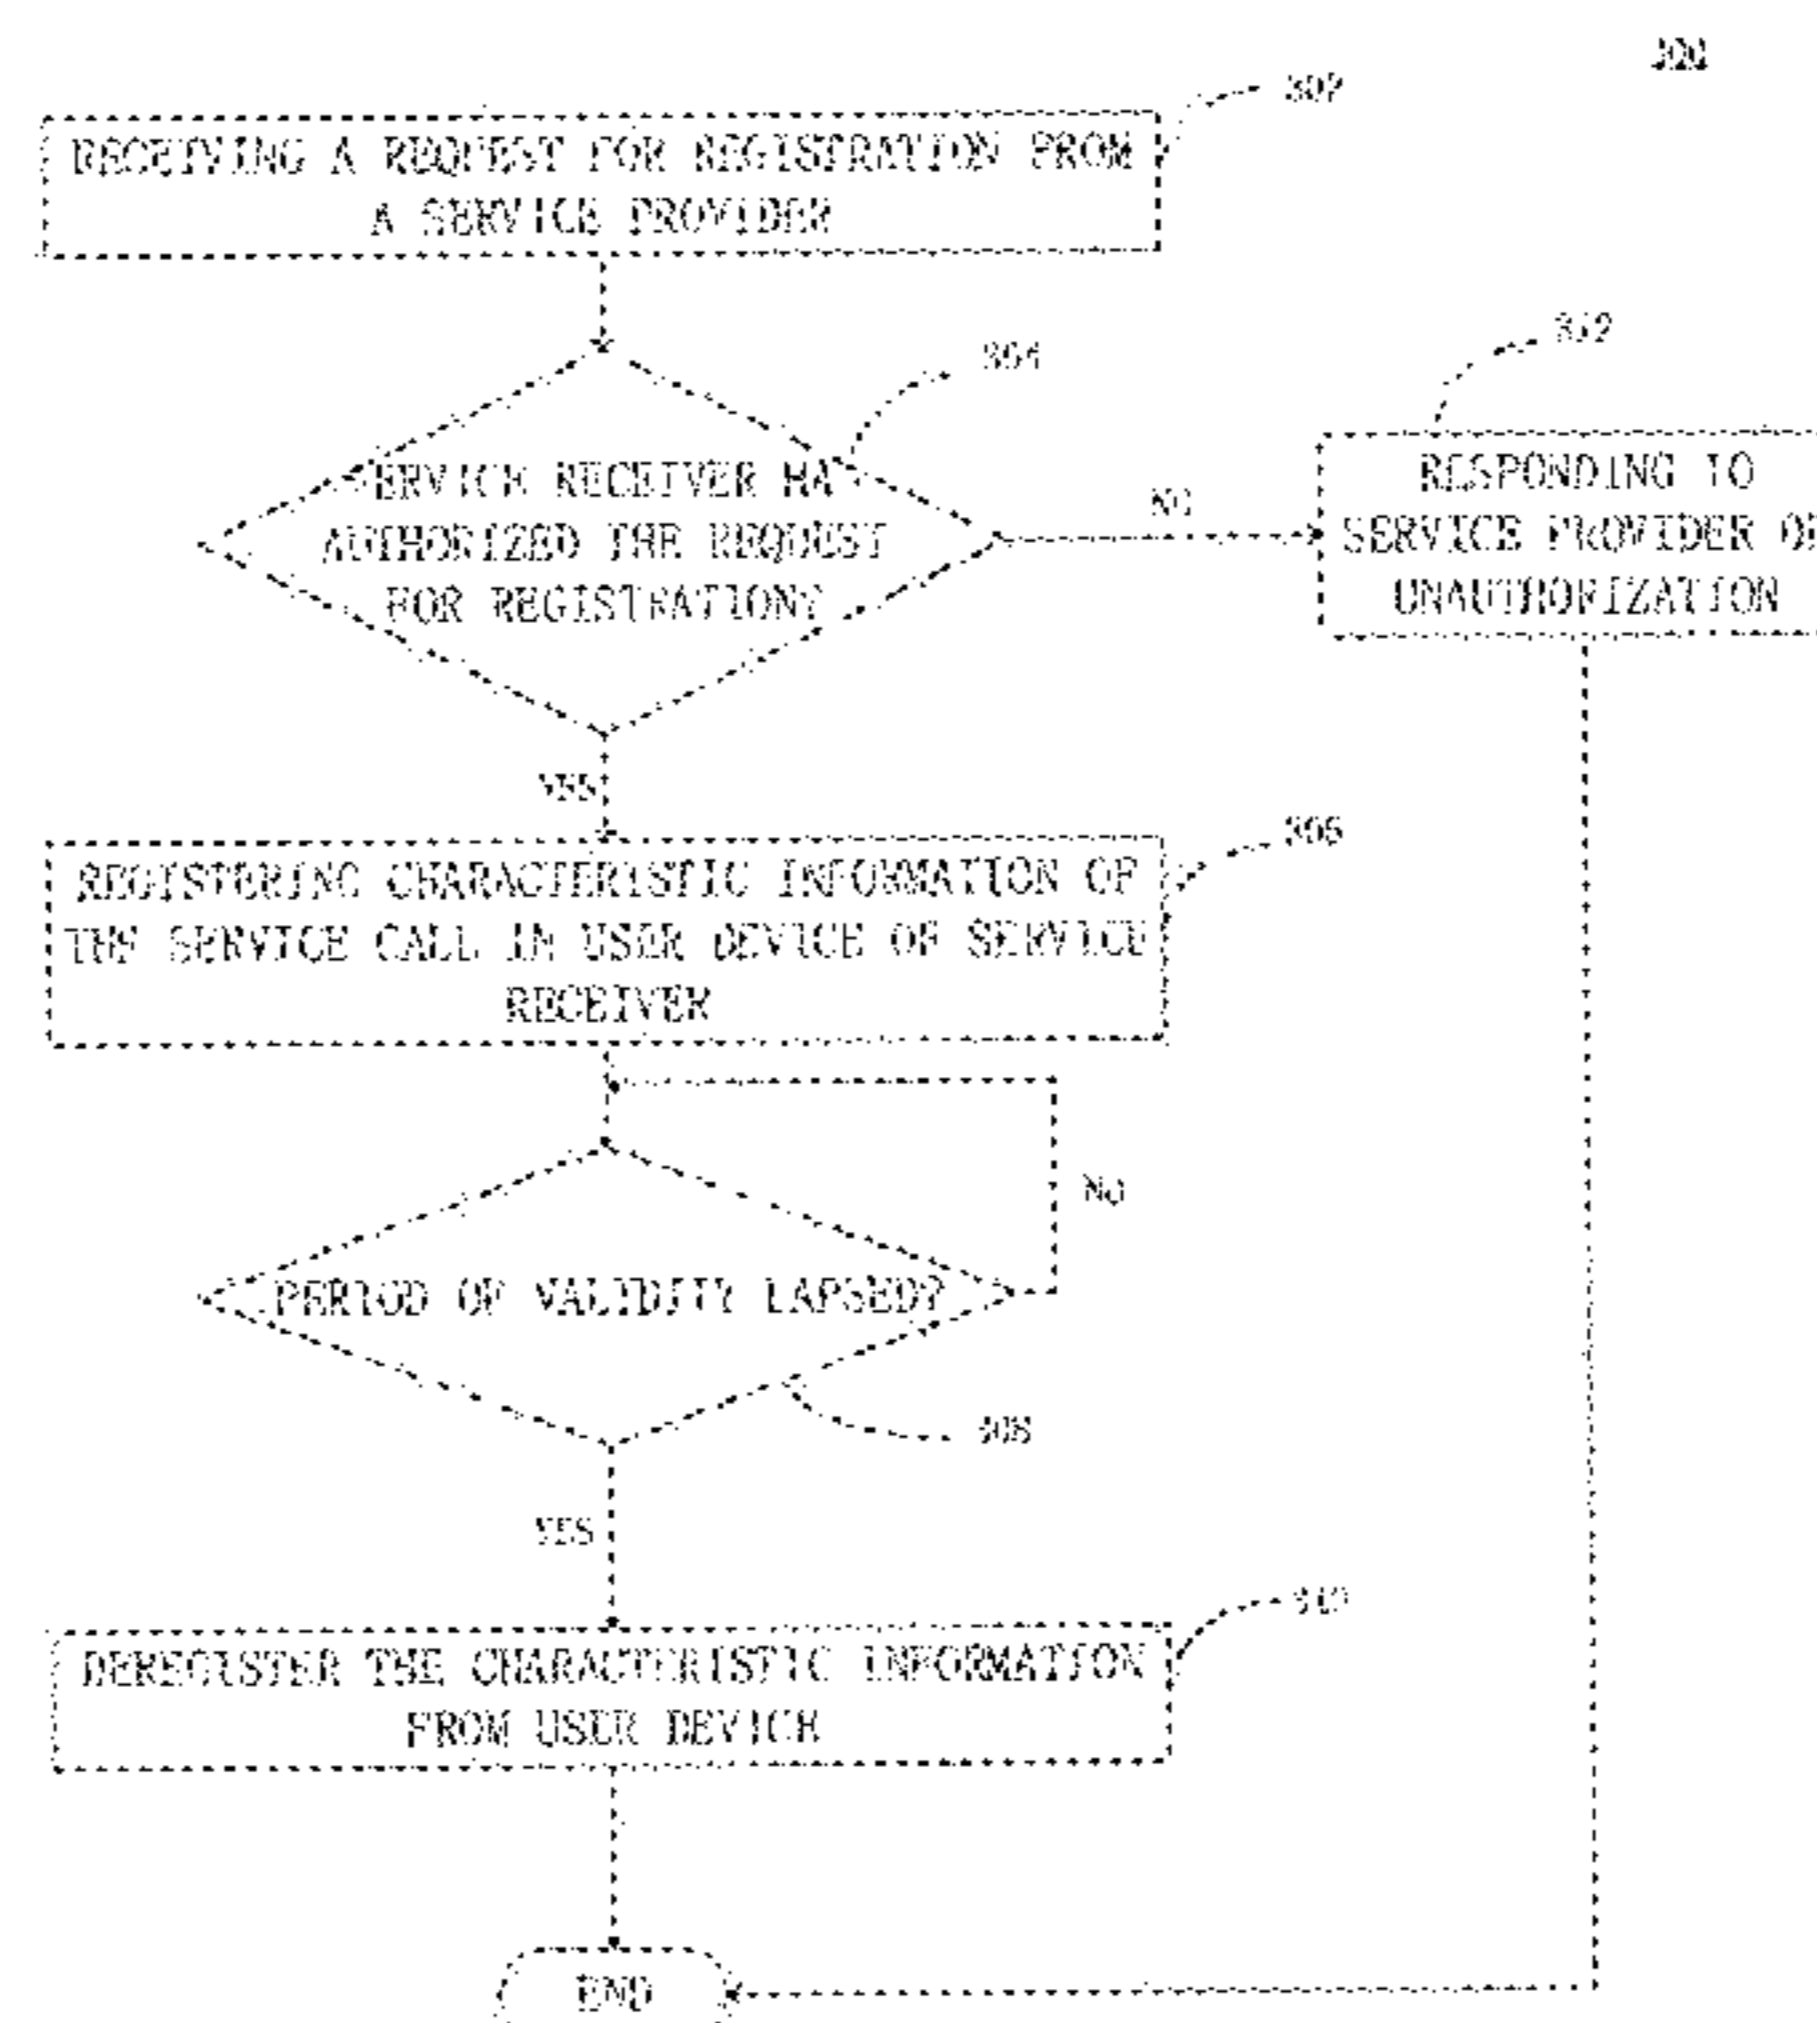 302
RECEIVING A REQUEST FOR REGISTRATION FROM
A SERVICE PROVIDER
304
312
SERVICE RECEIVER HA
AUTHORIZED THE REQUEST
FOR REGISTRATION?
NO
RESPONDING TO
SERVICE PROVIDER OF
UNAUTHORIZATION
YES
306
REGISTERING CHARACTERISTIC INFORMATION OF
THE SERVICE CALL IN USER DEVICE OF SERVICE
RECEIVER
NO
PERIOD OF VALIDITY LAPSED?
308
YES
310
DEREGISTER THE CHARACTERISTIC INFORMATION
FROM USER DEVICE
END